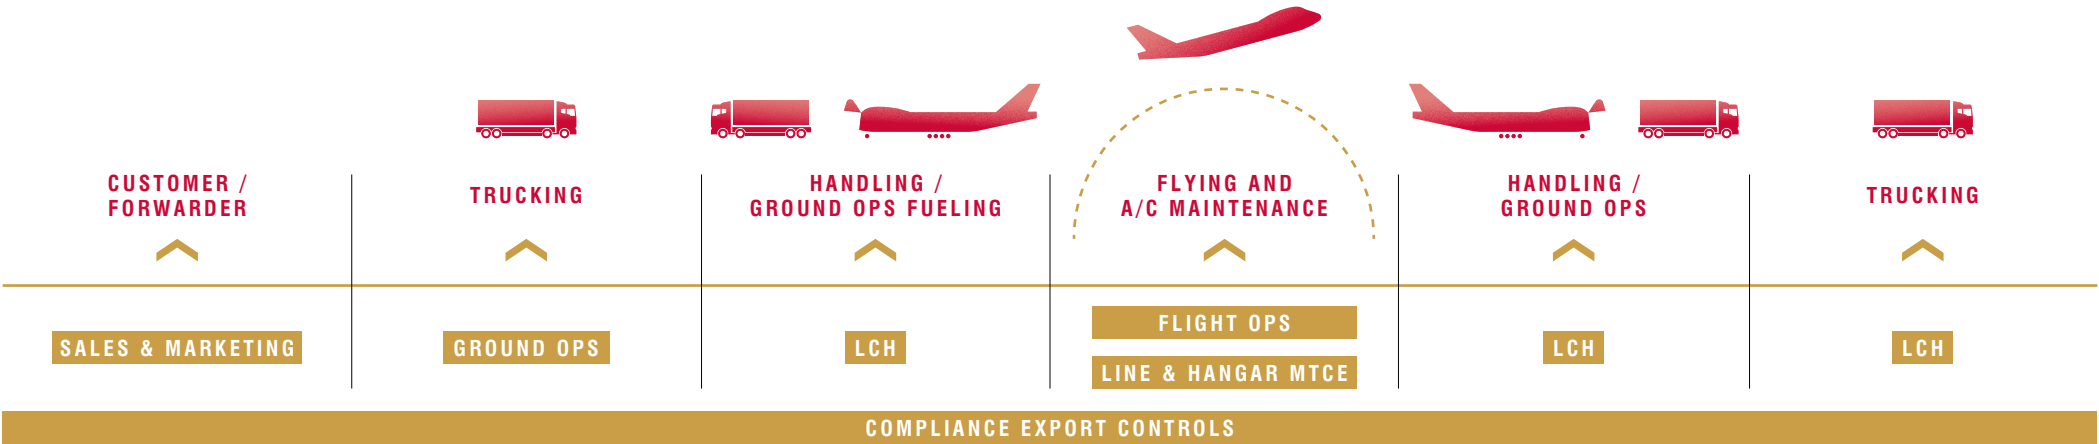 CUSTOMER /
FORWARDER
TRUCKING
HANDLING /
GROUND OPS FUELING
FLYING AND
A/C MAINTENANCE
HANDLING /
GROUND OPS
TRUCKING
SALES & MARKETING
GROUND OPS
LCH
FLIGHT OPS
LINE & HANGAR MTCE
LCH
LCH
COMPLIANCE EXPORT CONTROLS